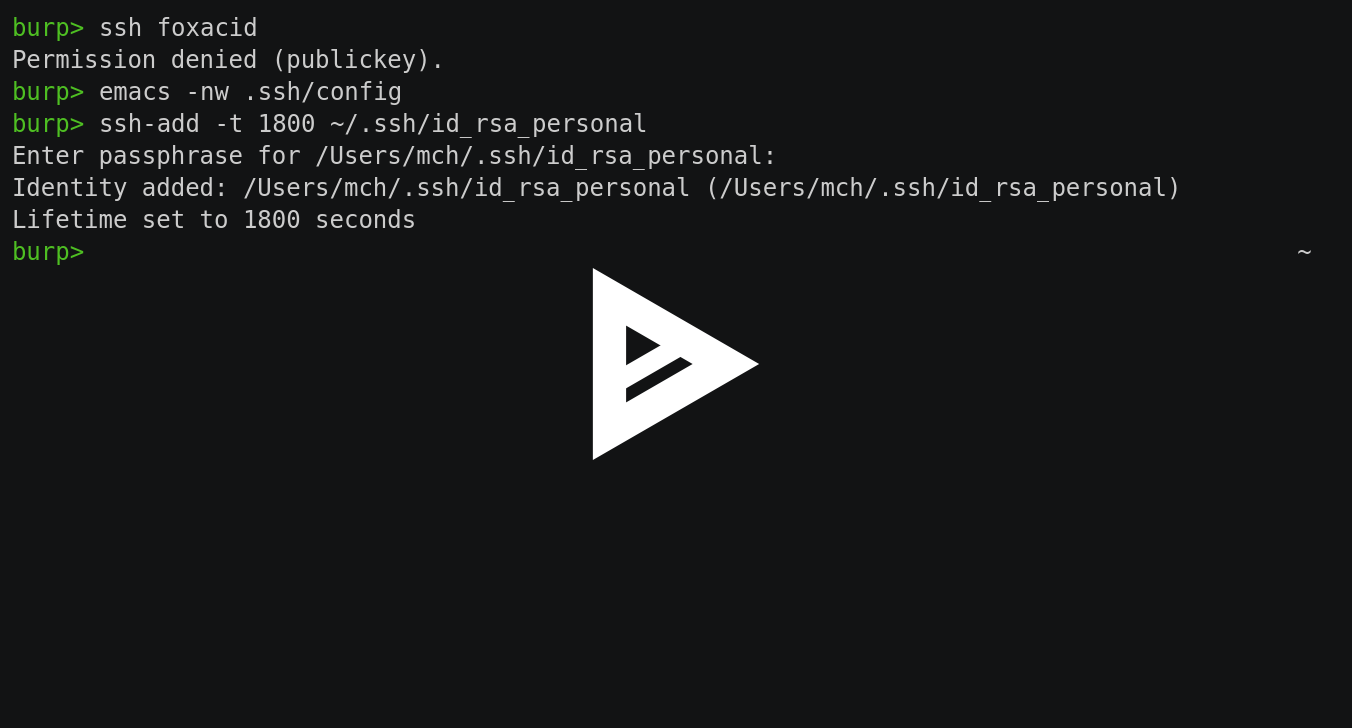 burp> ssh foxacid
Permission denied (publickey).
burp> emacs -nw .ssh/config
burp> ssh-add -t 1800 ~/.ssh/id_rsa_personal
Enter passphrase for /Users/mch/.ssh/id_rsa_personal:
Identity added: /Users/mch/.ssh/id_rsa_personal (/Users/mch/.ssh/id_rsa_personal)
Lifetime set to 1800 seconds
burp> ~